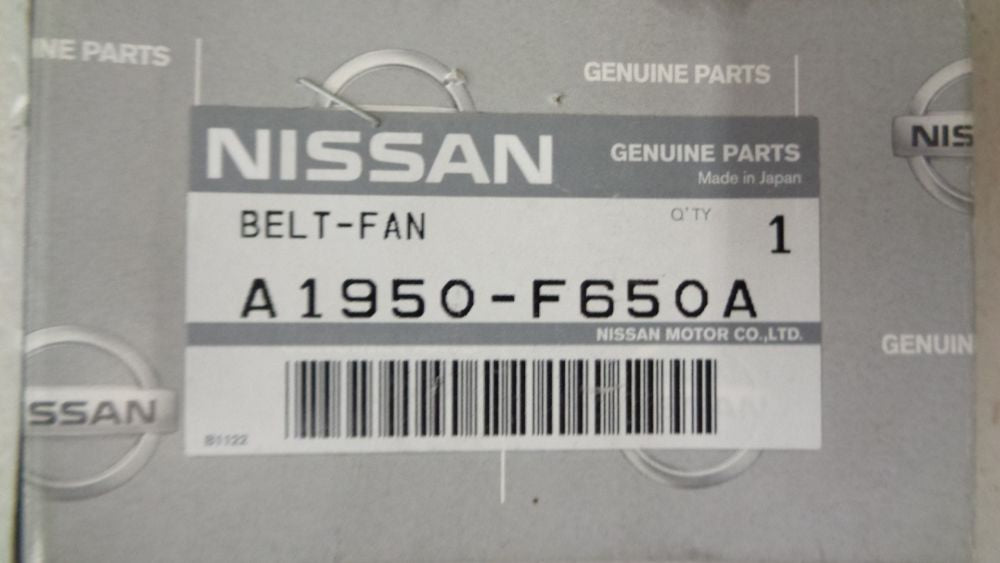 NE PARTS
GENUINE PARTS
NIS
NISSAN
GENUINE PARTS
Made in Japan
BELT-FAN
Q'TY
1
A1950-F650A
NISSAN MOTOR CO.,LTD.
GENUIN
SSAN
B1122